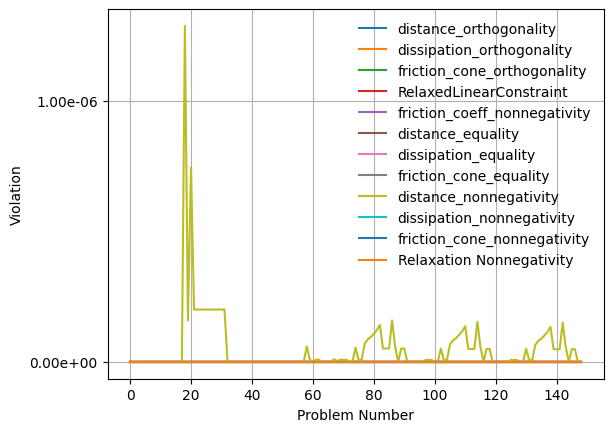 distance_orthogonality
dissipation_orthogonality
friction_cone_orthogonality
RelaxedLinearConstraint
friction_coeff_nonnegativity
distance_equality
dissipation_equality
friction_cone_equality
distance_nonnegativity
dissipation_nonnegativity
friction_cone_nonnegativity
Relaxation Nonnegativity
1.00e-06
0.00e+00
Violation
0 20 40 60 80 100 120 140
Problem Number